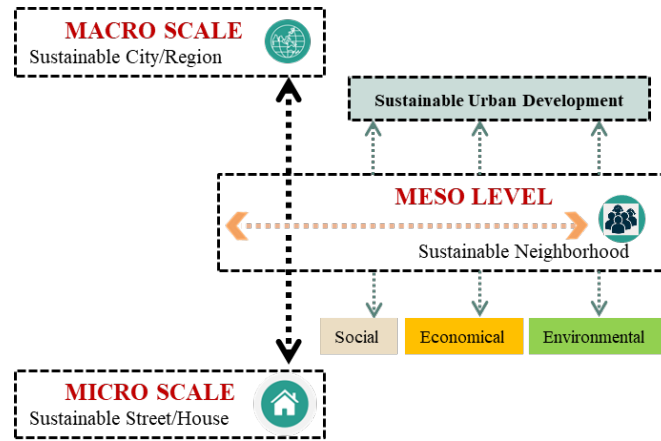 MACRO SCALE
Sustainable City/Region
Sustainable Urban Development
MESO LEVEL
Sustainable Neighborhood
Social
Economical
Environmental
MICRO SCALE
Sustainable Street/House